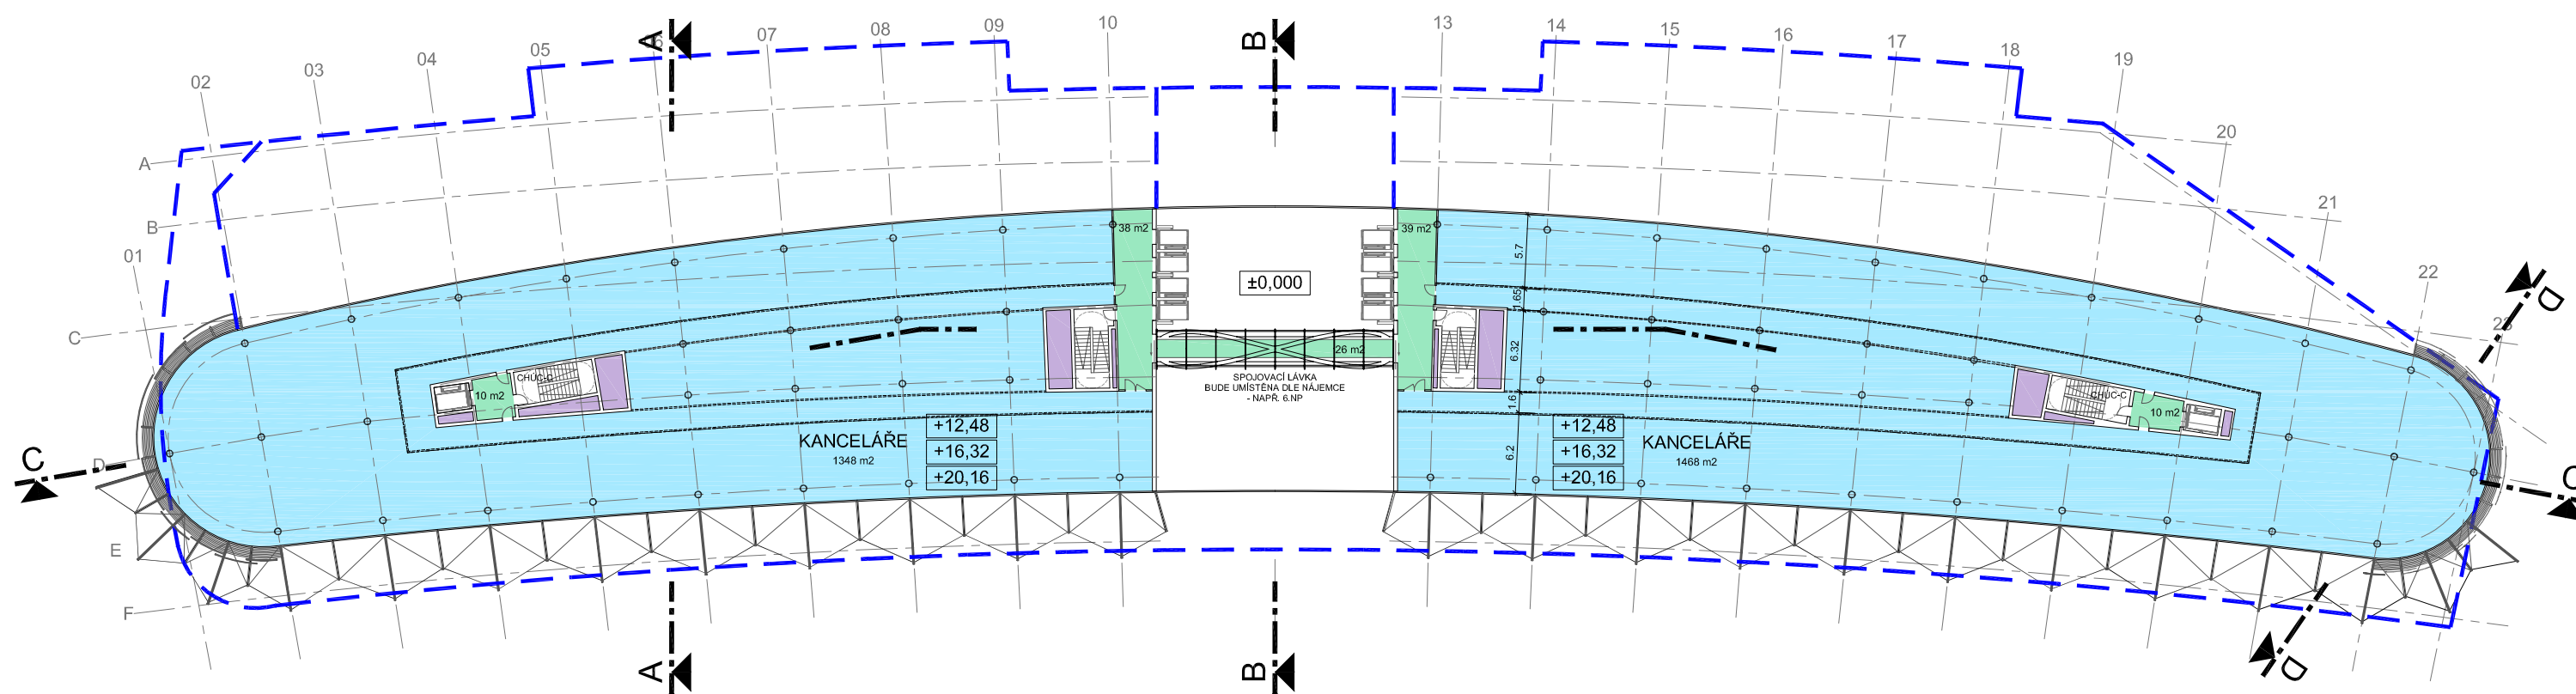 02
03
04
05
06
07
08
09
10
13
14
15
16
17
18
19
20
21
22
23
01
A
B
C
D
E
F
A
B
D
C
C
38 m2
39 m2
±0,000
5.7
1.65
6.32
1.6
6.2
26 m2
SPOJOVACÍ LÁVKA
BUDE UMÍSTĚNA DLE NÁJEMCE
- NAPŘ. 6.NP
CHÚC-C
10 m2
CHÚC-C
10 m2
KANCELÁŘE
1348 m2
+12,48
+16,32
+20,16
+12,48
+16,32
+20,16
KANCELÁŘE
1468 m2
A
B
D